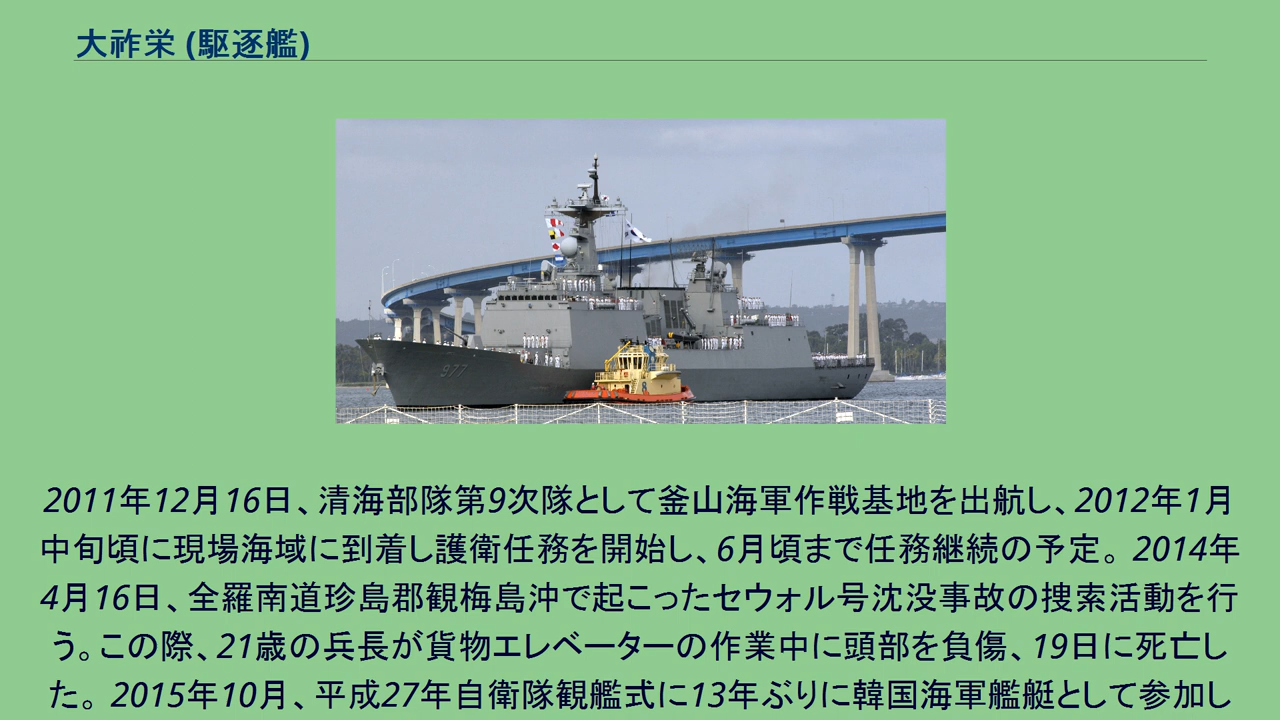 大祚栄 (駆逐艦)
977
2011年12月16日、清海部隊第9次隊として釜山海軍作戦基地を出航し、2012年1月
中旬頃に現場海域に到着し護衛任務を開始し、6月頃まで任務継続の予定。2014年
4月16日、全羅南道珍島郡観梅島沖で起こったセウォル号沈没事故の捜索活動を行
う。この際、21歳の兵長が貨物エレベーターの作業中に頭部を負傷、19日に死亡し
た。2015年10月、平成27年自衛隊観艦式に13年ぶりに韓国海軍艦艇として参加し